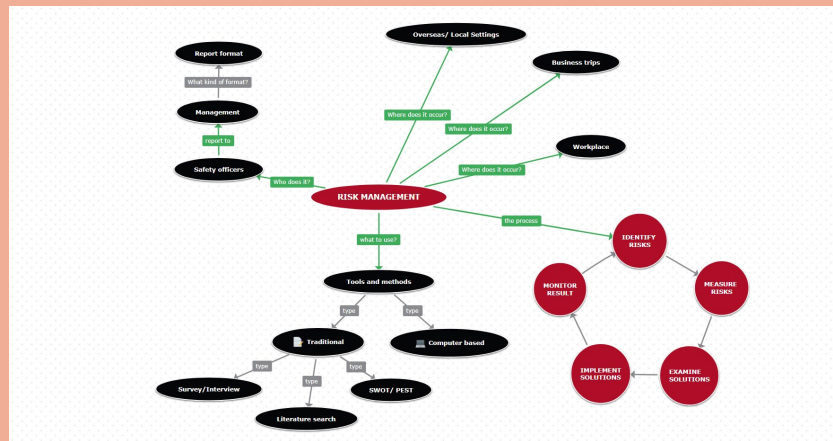 Overseas/ Local Settings
Report format
Business trips
What kind of format?
Management
Where does it occur?
Where does it occur?
report to
Workplace
Safety officers
Where does it occur?
Who does it?
RISK MANAGEMENT
the process
what to use?
IDENTIFY
RISKS
Tools and methods
MONITOR
RESULT
MEASURE
RISKS
type
type
Traditional
Computer based
type
type
type
IMPLEMENT
SOLUTIONS
EXAMINE
SOLUTIONS
Survey/Interview
SWOT/ PEST
Literature search